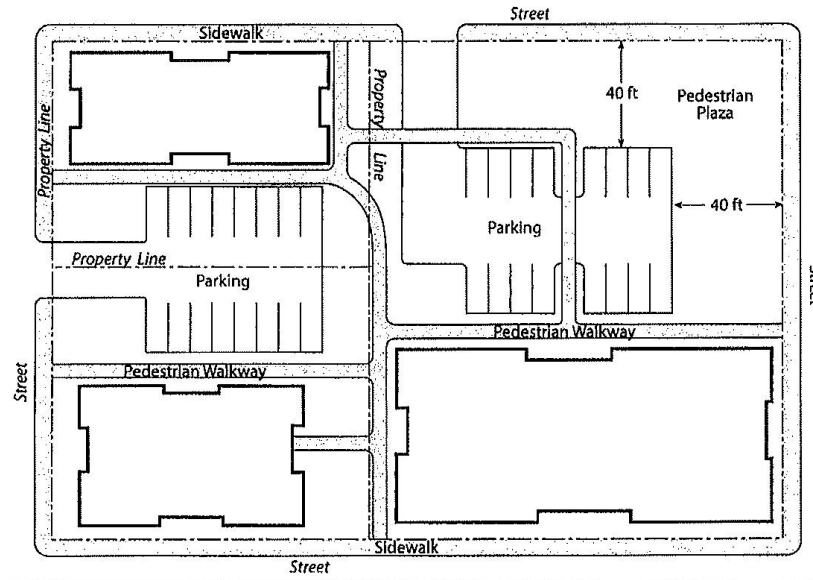 Street
Sidewalk
Property Line
Property
Line
40 ft
Pedestrian
Plaza
40 ft
Parking
Property Line
Parking
Street
Pedestrian Walkway
Pedestrian Walkway
Street
Sidewalk
Street